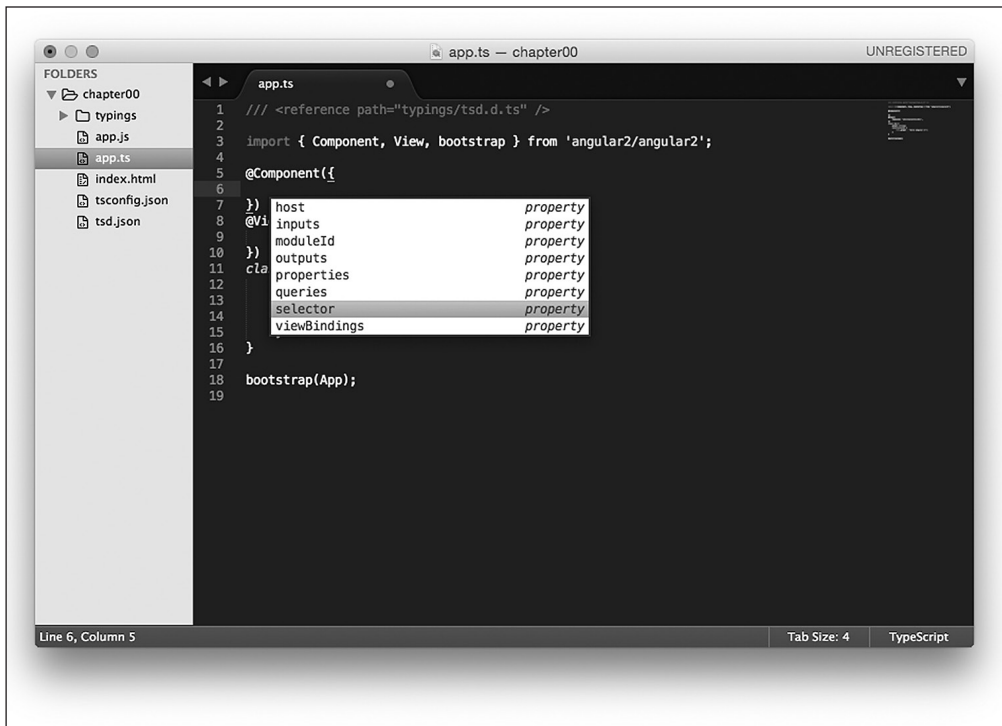 app.ts — chapter00
UNREGISTERED
FOLDERS
chapter00
typings
app.js
app.ts
index.html
tsconfig.json
tsd.json
app.ts
1 /// <reference path="typings/tsd.d.ts" />
2
3 import { Component, View, bootstrap } from 'angular2/angular2';
4
5 @Component({
6
7 })
8 @Vi
9
10 })
11 cla
12
13
14
15
16 }
17
18 bootstrap(App);
19
host property
inputs property
moduleId property
outputs property
properties property
queries property
selector property
viewBindings property
Line 6, Column 5
Tab Size: 4
TypeScript